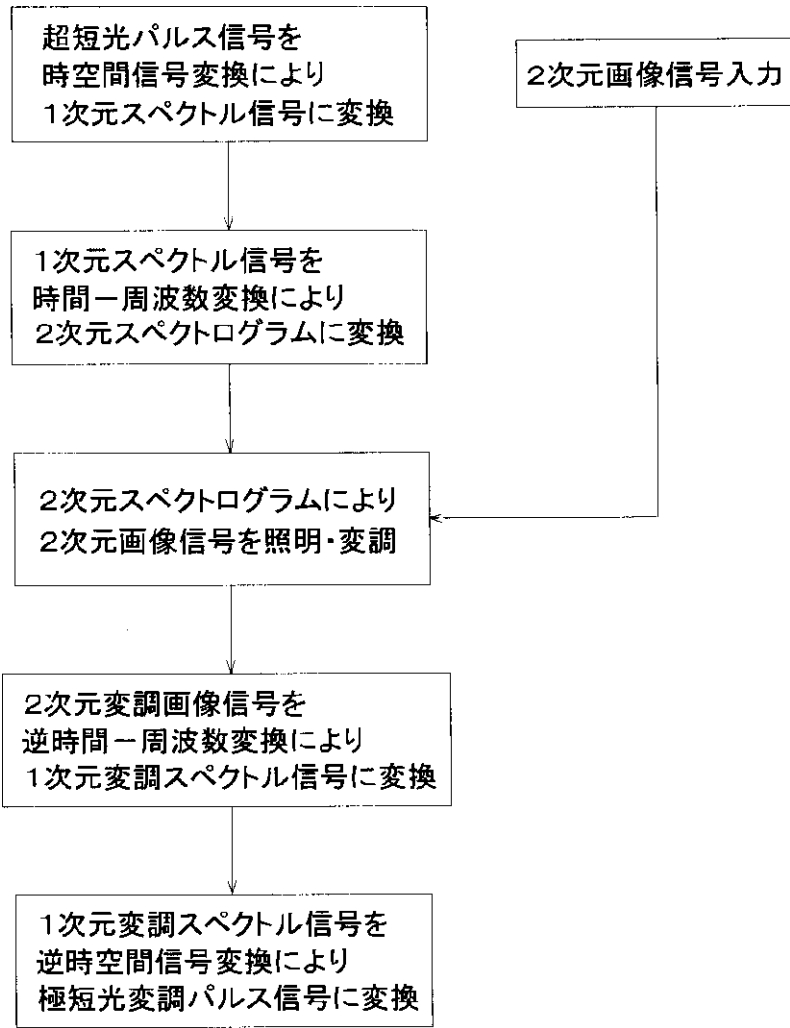 超短光パルス信号を
時空間信号変換により
1次元スペクトル信号に変換
2次元画像信号入力
1次元スペクトル信号を
時間－周波数変換により
2次元スペクトログラムに変換
2次元スペクトログラムにより
2次元画像信号を照明・変調
2次元変調画像信号を
逆時間－周波数変換により
1次元変調スペクトル信号に変換
1次元変調スペクトル信号を
逆時空間信号変換により
極短光変調パルス信号に変換